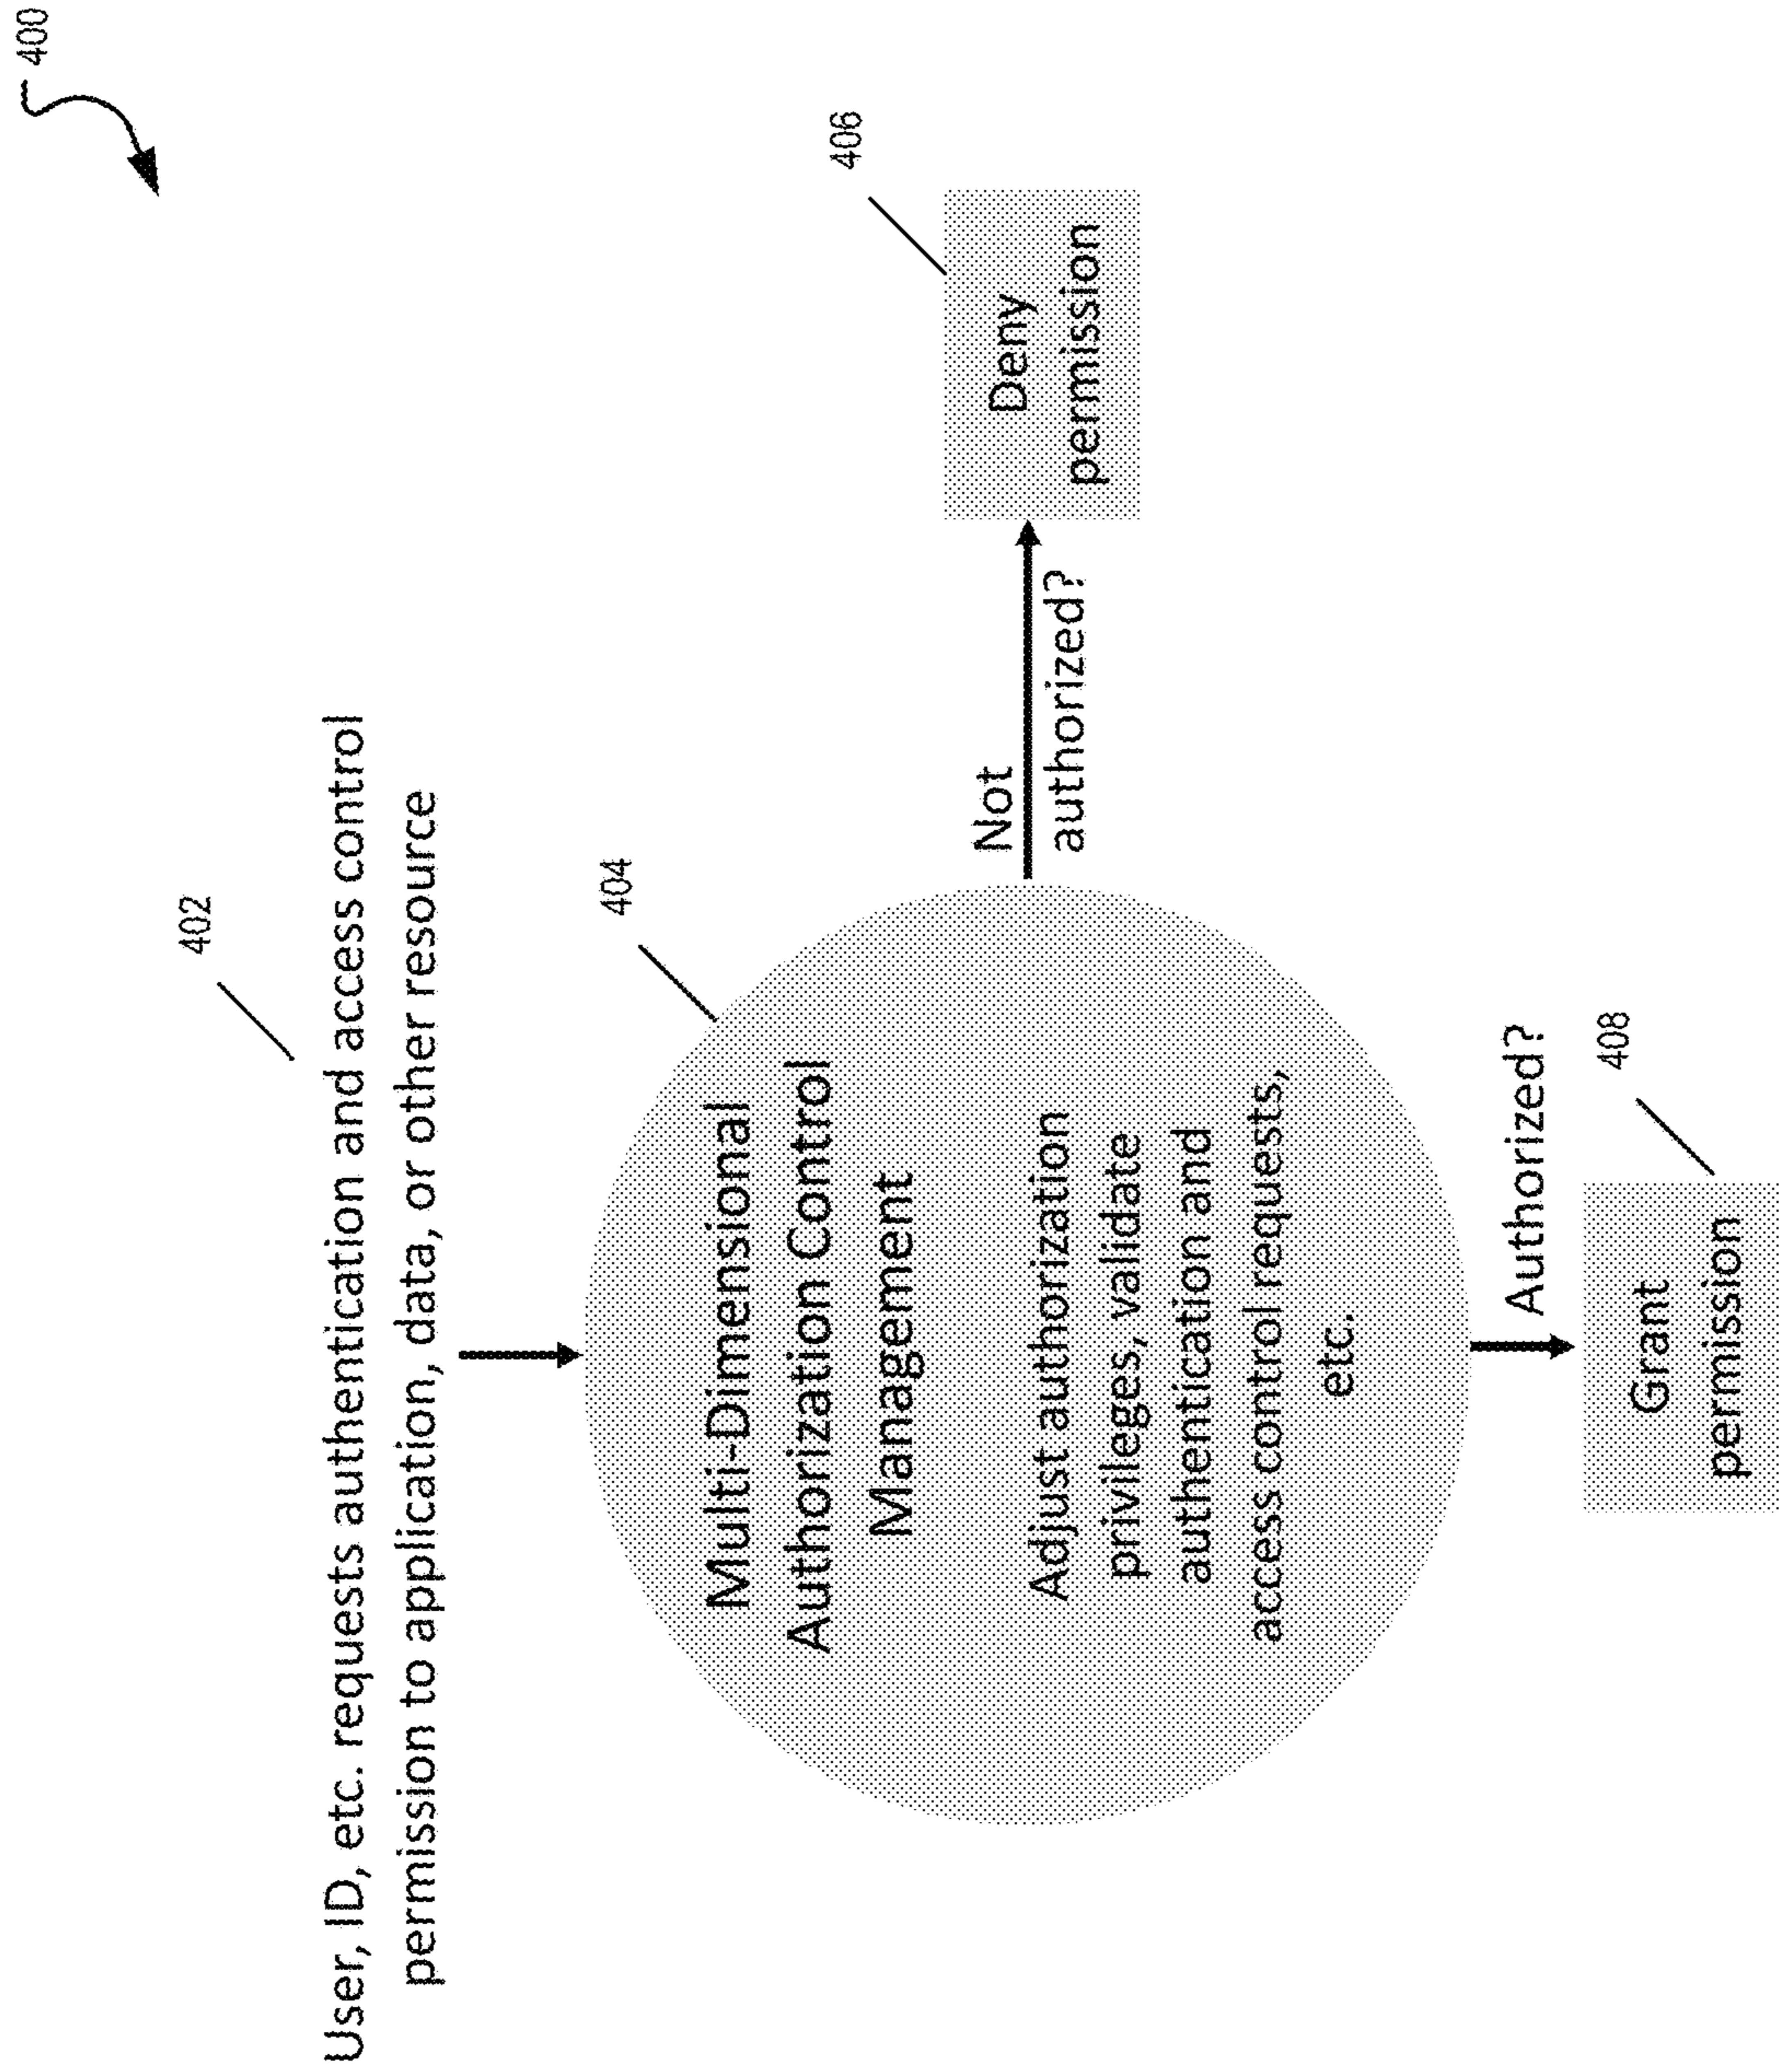 400
402
User, ID, etc. requests authentication and access control
permission to application, data, or other resource
404
Multi-Dimensional
Authorization Control
Management
Adjust authorization
privileges, validate
authentication and
access control requests,
etc.
Not
authorized?
406
Deny
permission
Authorized?
408
Grant
permission